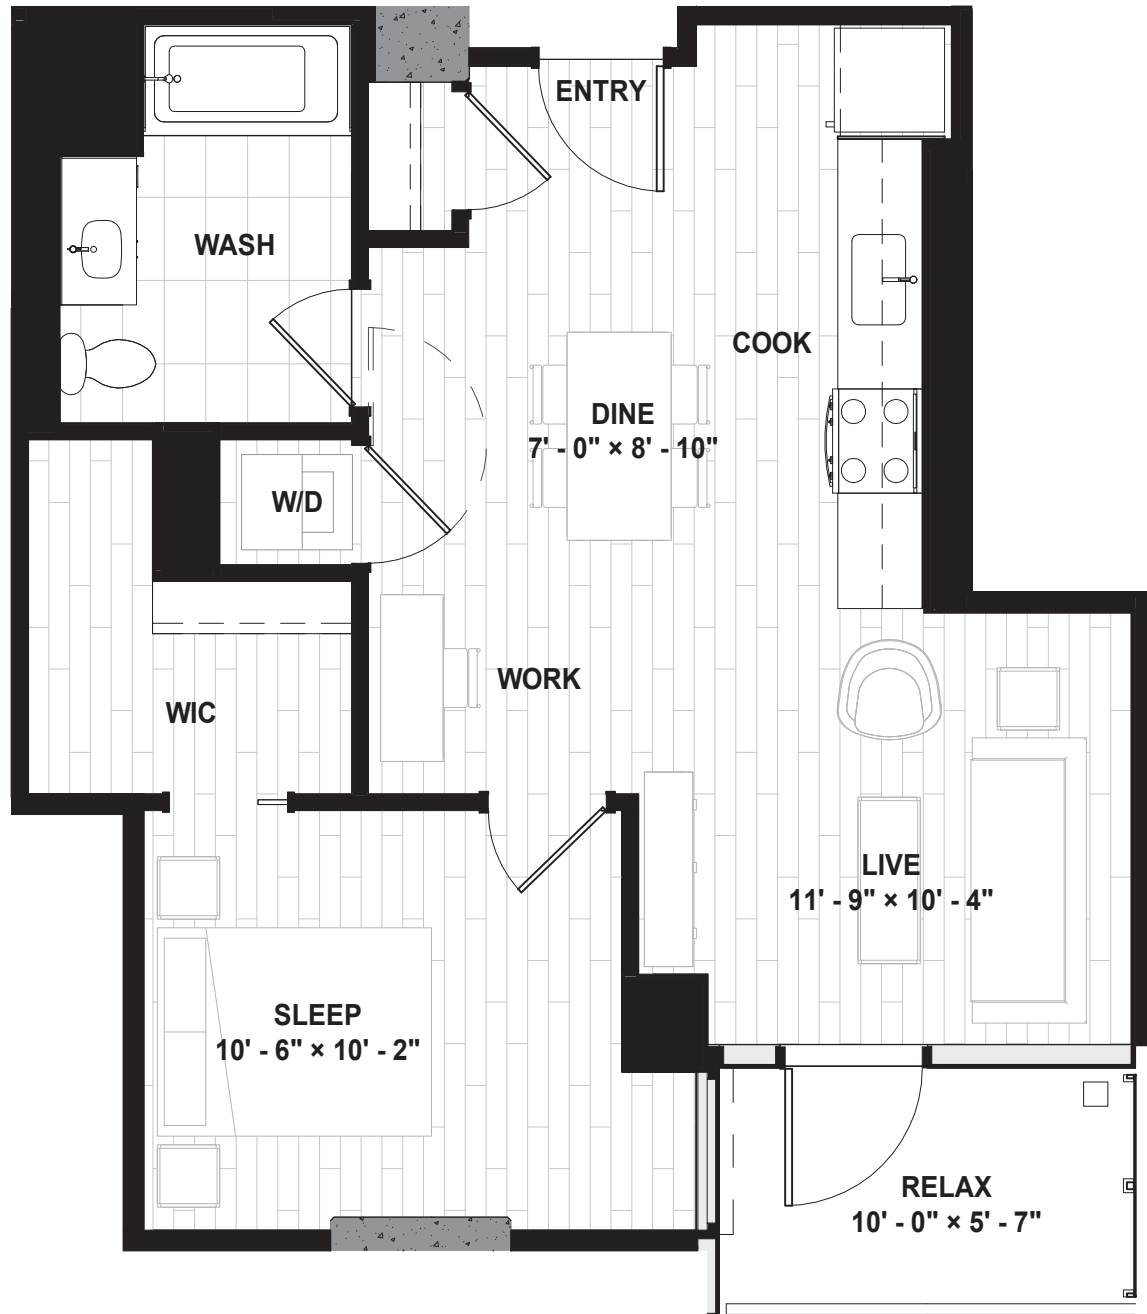 ENTRY
WASH
COOK
DINE
7' - 0" × 8' - 10"
W/D
WORK
WIC
LIVE
11' - 9" × 10' - 4"
SLEEP
10' - 6" × 10' - 2"
RELAX
10' - 0" × 5' - 7"